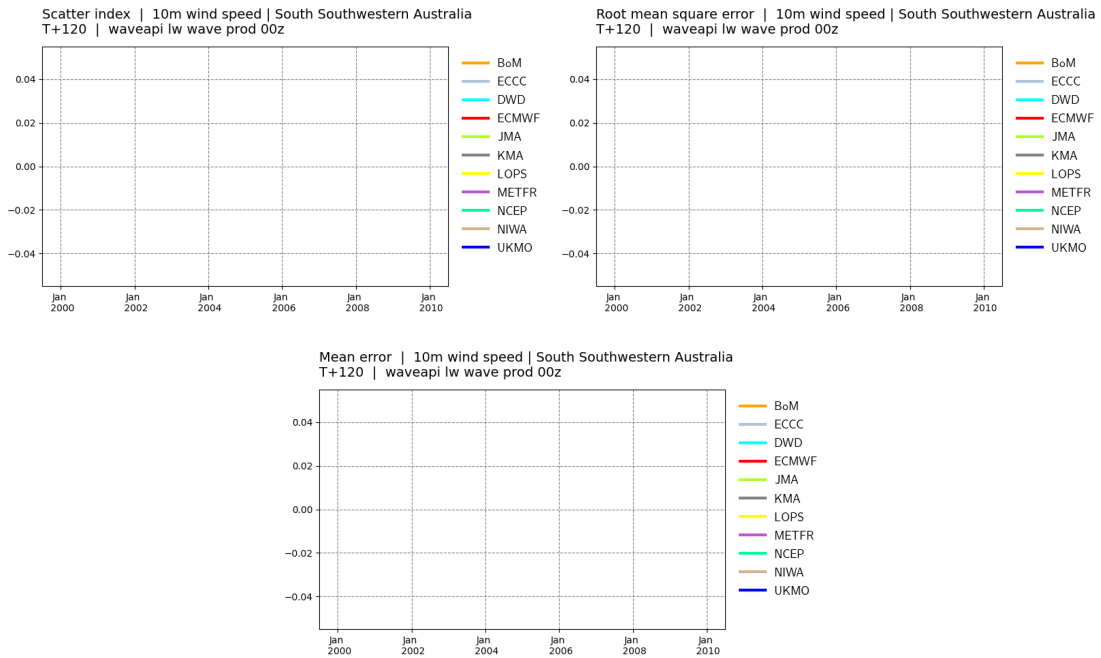 Scatter index | 10m wind speed | South Southwestern Australia
T+120 | waveapi lw wave prod 00z
0.04
0.02
0.00
−0.02
−0.04
Jan 2000
Jan 2002
Jan 2004
Jan 2006
Jan 2008
Jan 2010
BoM
ECCC
DWD
ECMWF
JMA
KMA
LOPS
METFR
NCEP
NIWA
UKMO
Root mean square error | 10m wind speed | South Southwestern Australia
T+120 | waveapi lw wave prod 00z
0.04
0.02
0.00
−0.02
−0.04
Jan 2000
Jan 2002
Jan 2004
Jan 2006
Jan 2008
Jan 2010
BoM
ECCC
DWD
ECMWF
JMA
KMA
LOPS
METFR
NCEP
NIWA
UKMO
Mean error | 10m wind speed | South Southwestern Australia
T+120 | waveapi lw wave prod 00z
0.04
0.02
0.00
−0.02
−0.04
Jan 2000
Jan 2002
Jan 2004
Jan 2006
Jan 2008
Jan 2010
BoM
ECCC
DWD
ECMWF
JMA
KMA
LOPS
METFR
NCEP
NIWA
UKMO